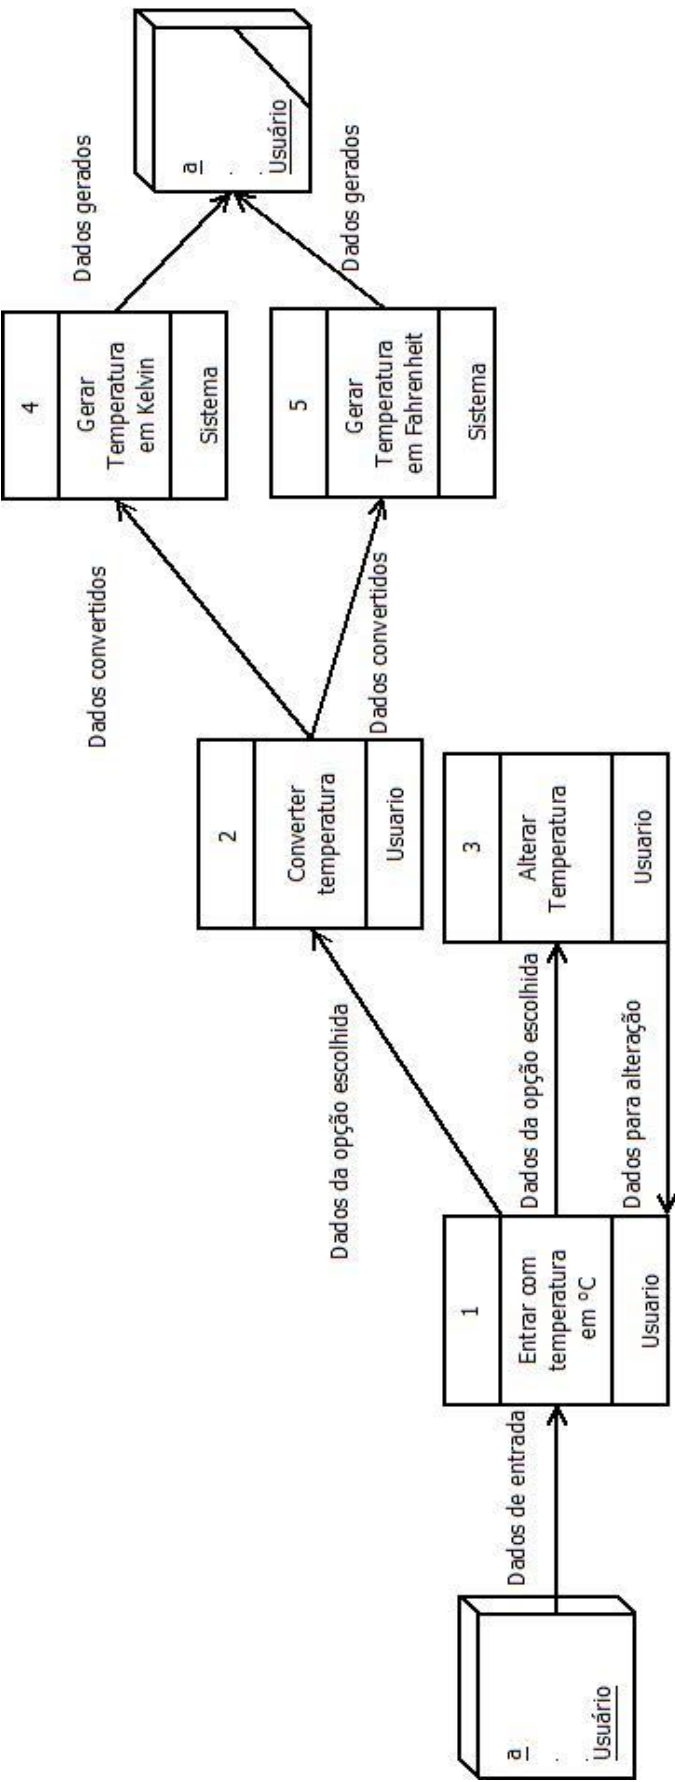 a
.
Usuário
Dados de entrada
1
Entrar com
temperatura
em ºC
Usuario
Dados da opção escolhida
Dados da opção escolhida
Dados para alteração
2
Converter
temperatura
Usuario
3
Alterar
Temperatura
Usuario
Dados convertidos
Dados convertidos
4
Gerar
Temperatura
em Kelvin
Sistema
5
Gerar
Temperatura
em Fahrenheit
Sistema
Dados gerados
Dados gerados
a
.
Usuário